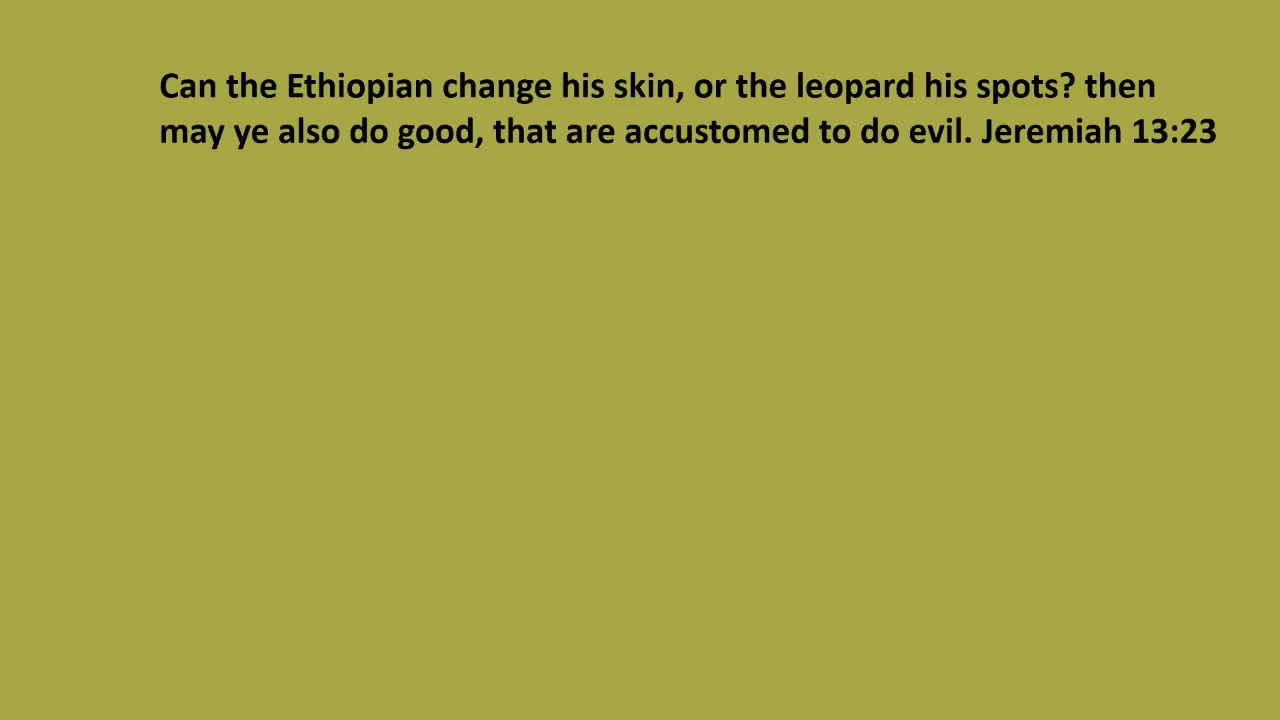 Can the Ethiopian change his skin, or the leopard his spots? then
may ye also do good, that are accustomed to do evil. Jeremiah 13:23